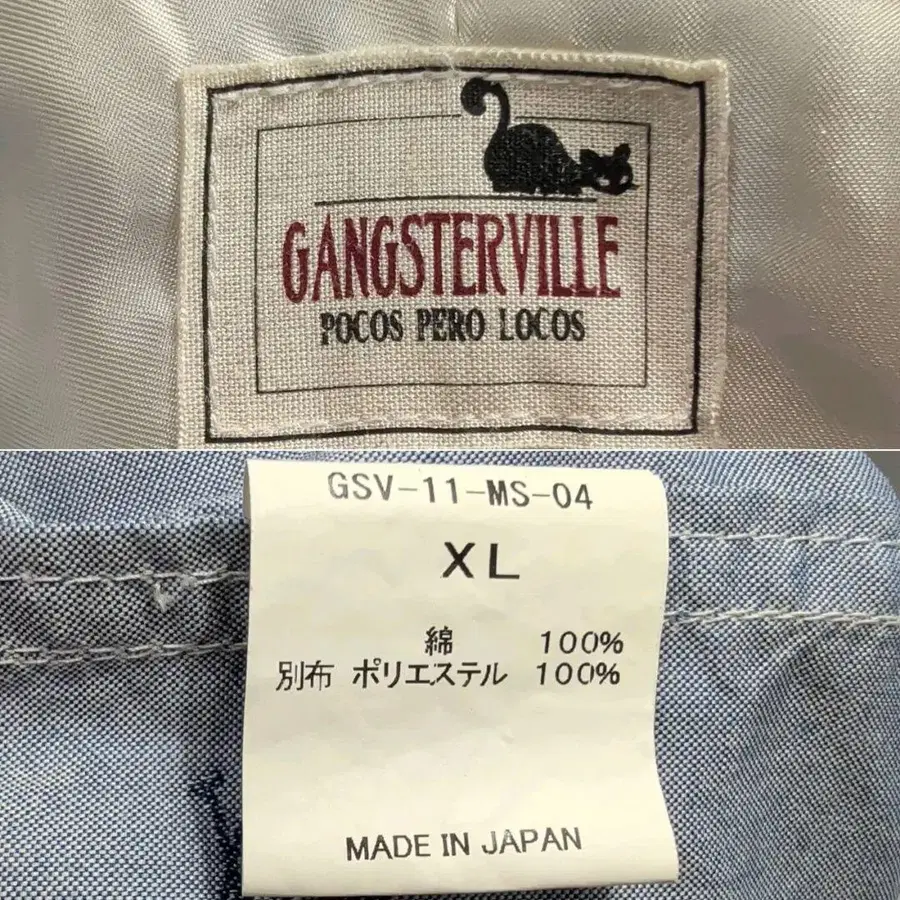 GANGSTERVILLE
POCOS PERO LOCOS
GSV-11-MS-04
XL
綿 100%
別布 ポリエステル 100%
MADE IN JAPAN